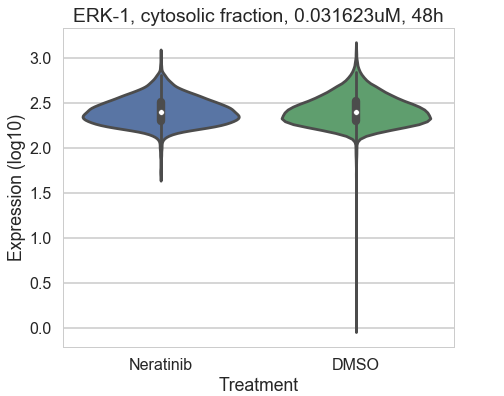 ERK-1, cytosolic fraction, 0.031623uM, 48h
Expression (log10)
3.0
2.5
2.0
1.5
1.0
0.5
0.0
Neratinib
DMSO
Treatment